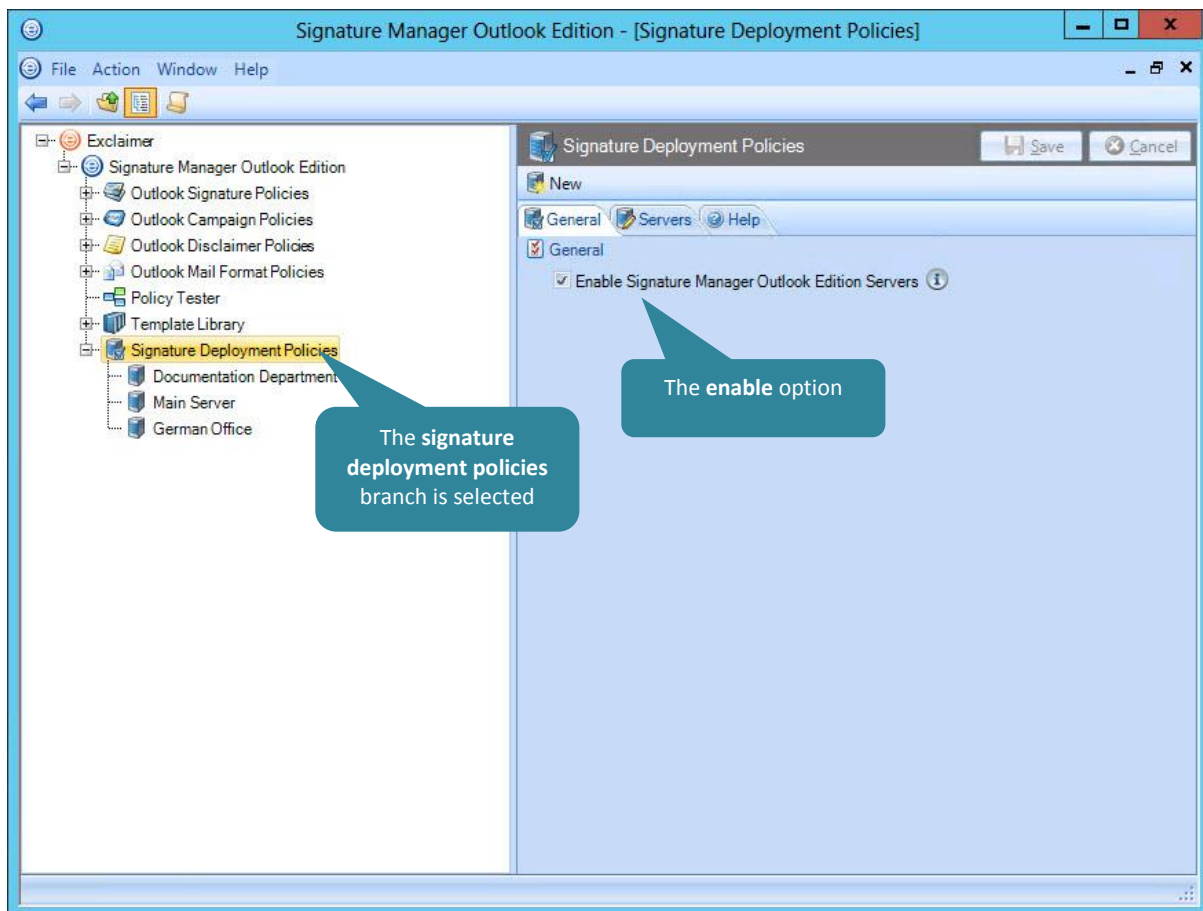 Signature Manager Outlook Edition - [Signature Deployment Policies]
File Action Window Help
Exclaimer
Signature Manager Outlook Edition
Outlook Signature Policies
Outlook Campaign Policies
Outlook Disclaimer Policies
Outlook Mail Format Policies
Policy Tester
Template Library
Signature Deployment Policies
Documentation Department
Main Server
German Office
The signature
deployment policies
branch is selected
Signature Deployment Policies
Save Cancel
New
General Servers Help
General
Enable Signature Manager Outlook Edition Servers
The enable option